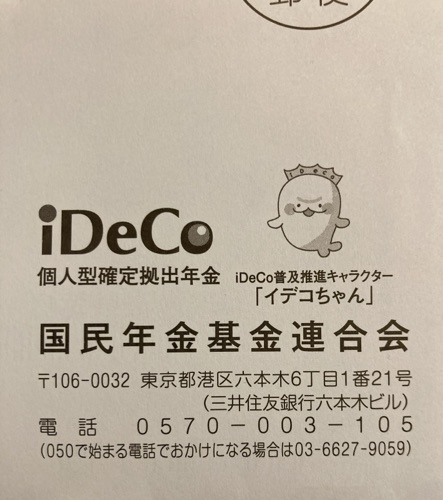 郵便
iDeCo
iDeCo
個人型確定拠出年金
iDeCo普及推進キャラクター
「イデコちゃん」
国民年金基金連合会
〒106-0032 東京都港区六本木6丁目1番21号
(三井住友銀行六本木ビル)
電話 0570-003-105
(050で始まる電話でおかけになる場合は03-6627-9059)